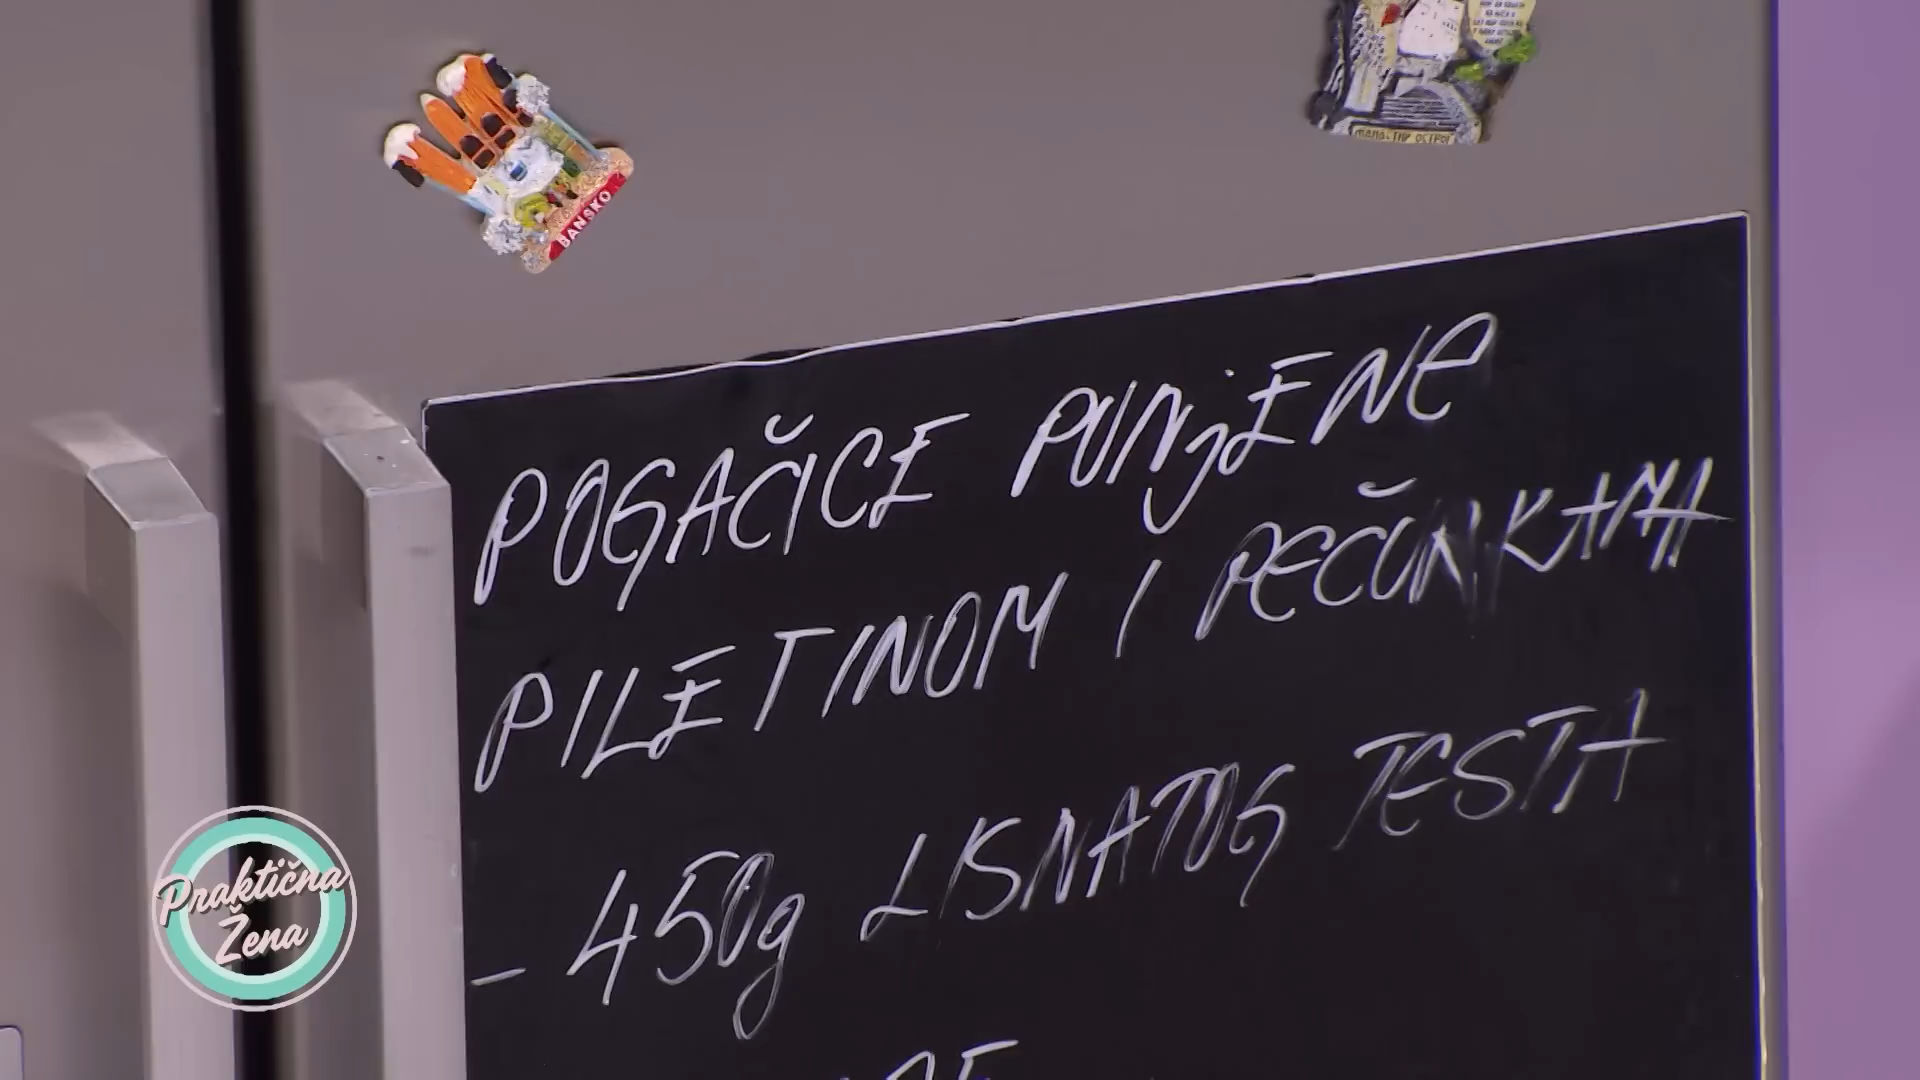 BANSKO
POGAČICE PUNJENE
PILETINOM I PEČURKAMA
- 450g LISNATOG TESTA
Praktična
Žena